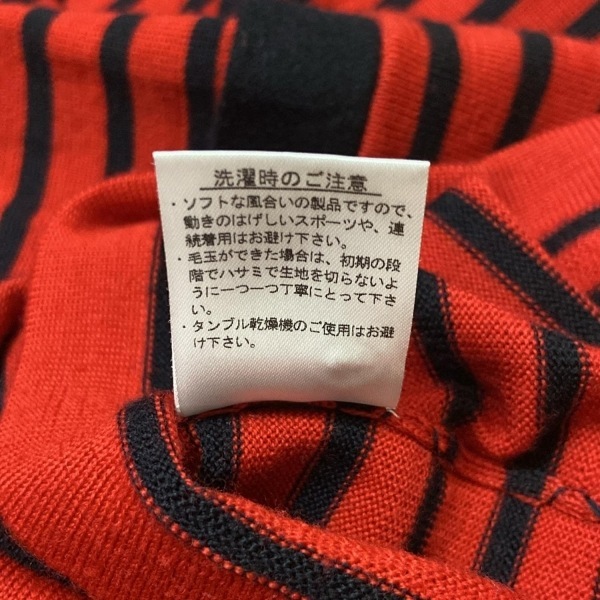 洗濯時のご注意
・ソフトな風合いの製品ですので、
動きのはげしいスポーツや、連
続着用はお避け下さい。
・毛玉ができた場合は、初期の段
階でハサミで生地を切らないよ
うに一つ一つ丁寧にとって下さ
い。
・タンブル乾燥機のご使用はお避
け下さい。